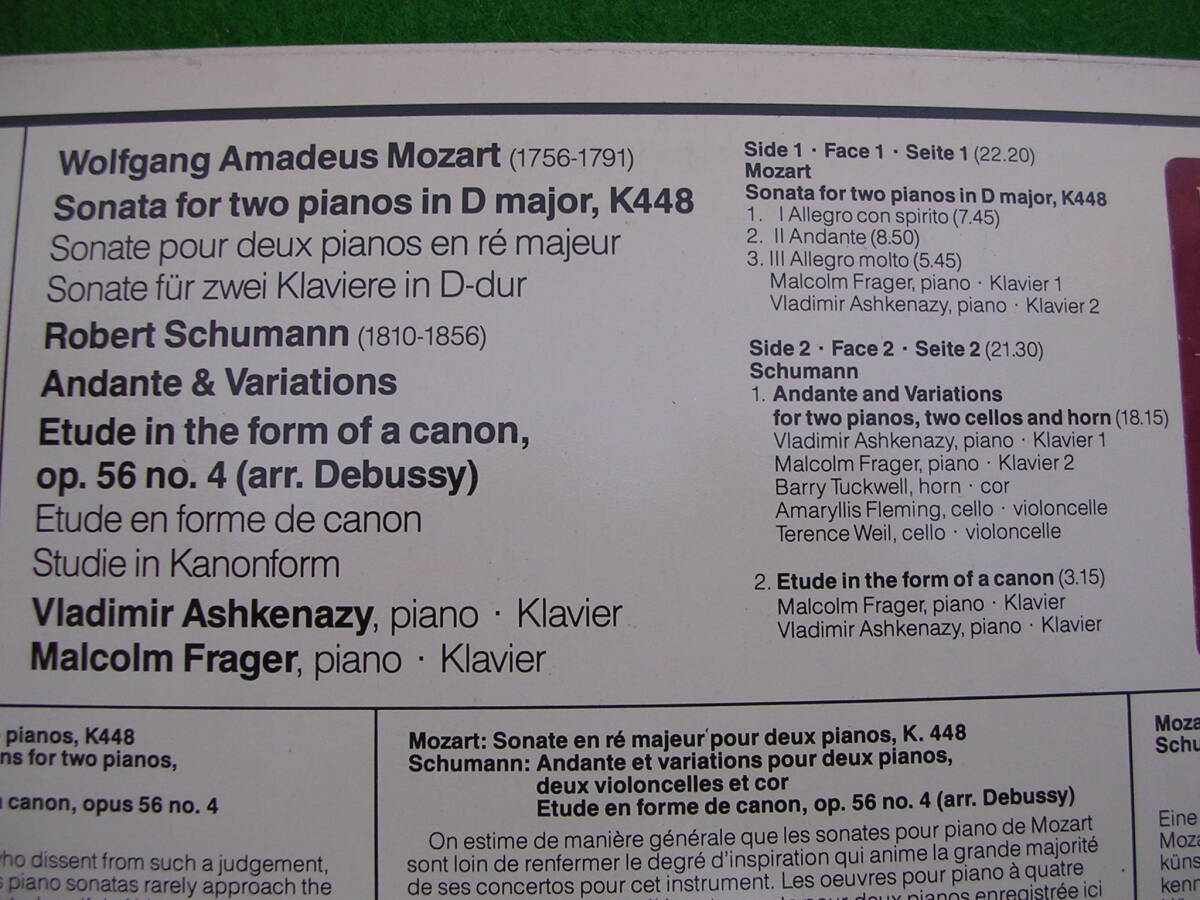 Wolfgang Amadeus Mozart (1756-1791)
Sonata for two pianos in D major, K448
Sonate pour deux pianos en ré majeur
Sonate für zwei Klaviere in D-dur
Robert Schumann (1810-1856)
Andante & Variations
Etude in the form of a canon,
op. 56 no. 4 (arr. Debussy)
Etude en forme de canon
Studie in Kanonform
Vladimir Ashkenazy, piano · Klavier
Malcolm Frager, piano · Klavier
Side 1 · Face 1 · Seite 1 (22.20)
Mozart
Sonata for two pianos in D major, K448
1. I Allegro con spirito (7.45)
2. II Andante (8.50)
3. III Allegro molto (5.45)
Malcolm Frager, piano · Klavier 1
Vladimir Ashkenazy, piano · Klavier 2
Side 2 · Face 2 · Seite 2 (21.30)
Schumann
1. Andante and Variations
for two pianos, two cellos and horn (18.15)
Vladimir Ashkenazy, piano · Klavier 1
Malcolm Frager, piano · Klavier 2
Barry Tuckwell, horn · cor
Amaryllis Fleming, cello · violoncelle
Terence Weil, cello · violoncelle
2. Etude in the form of a canon (3.15)
Malcolm Frager, piano · Klavier
Vladimir Ashkenazy, piano · Klavier
pianos, K448
ns for two pianos,
canon, opus 56 no. 4
who dissent from such a judgement,
piano sonatas rarely approach the
Mozart: Sonate en ré majeur pour deux pianos, K. 448
Schumann: Andante et variations pour deux pianos,
deux violoncelles et cor
Etude en forme de canon, op. 56 no. 4 (arr. Debussy)
On estime de manière générale que les sonates pour piano de Mozart
sont loin de renfermer le degré d'inspiration qui anime la grande majorité
de ses concertos pour cet instrument. Les oeuvres pour piano à quatre
deux pianos enregistrée ici
Moza
Schu
Eine
Moza
küns
kenn